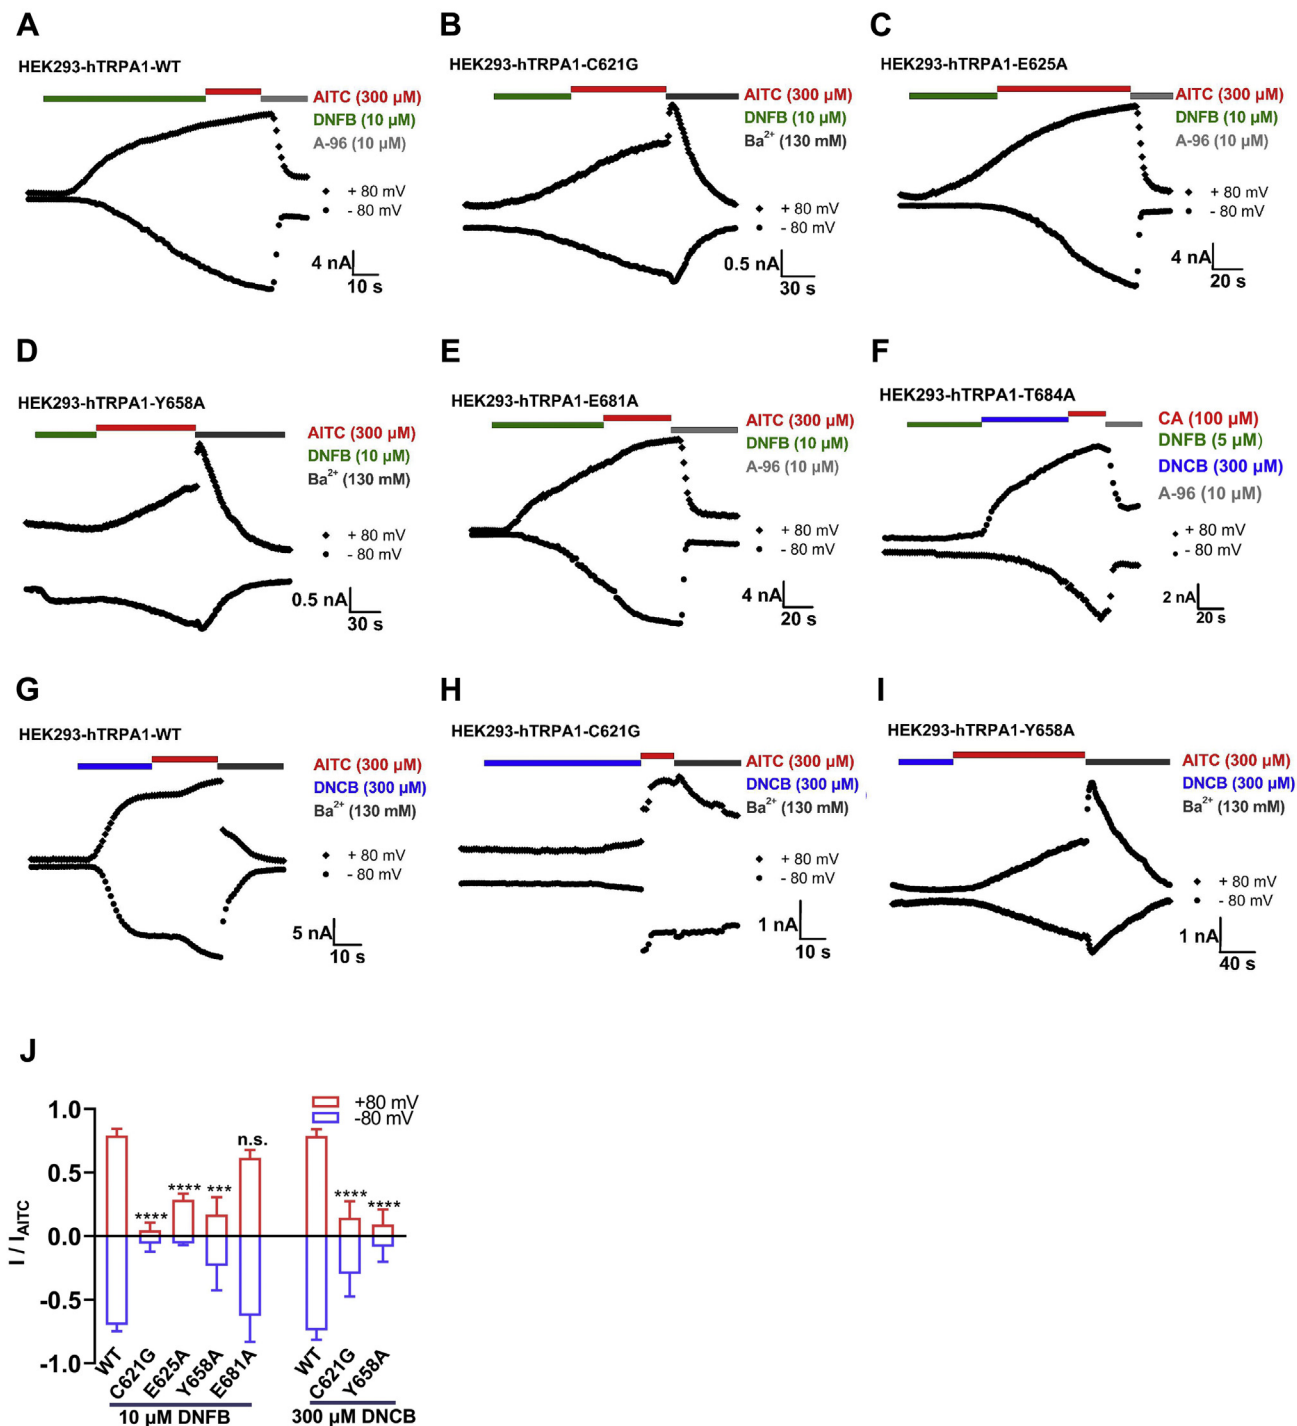 A
HEK293-hTRPA1-WT
AITC (300 µM)
DNFB (10 µM)
A-96 (10 µM)
+ 80 mV
- 80 mV
4 nA
10 s
B
HEK293-hTRPA1-C621G
AITC (300 µM)
DNFB (10 µM)
Ba²⁺ (130 mM)
+ 80 mV
- 80 mV
0.5 nA
30 s
C
HEK293-hTRPA1-E625A
AITC (300 µM)
DNFB (10 µM)
A-96 (10 µM)
+ 80 mV
- 80 mV
4 nA
20 s
D
HEK293-hTRPA1-Y658A
AITC (300 µM)
DNFB (10 µM)
Ba²⁺ (130 mM)
+ 80 mV
- 80 mV
0.5 nA
30 s
E
HEK293-hTRPA1-E681A
AITC (300 µM)
DNFB (10 µM)
A-96 (10 µM)
+ 80 mV
- 80 mV
4 nA
20 s
F
HEK293-hTRPA1-T684A
CA (100 µM)
DNFB (5 µM)
DNCB (300 µM)
A-96 (10 µM)
+ 80 mV
- 80 mV
2 nA
20 s
G
HEK293-hTRPA1-WT
AITC (300 µM)
DNCB (300 µM)
Ba²⁺ (130 mM)
+ 80 mV
- 80 mV
5 nA
10 s
H
HEK293-hTRPA1-C621G
AITC (300 µM)
DNCB (300 µM)
Ba²⁺ (130 mM)
+ 80 mV
- 80 mV
1 nA
10 s
I
HEK293-hTRPA1-Y658A
AITC (300 µM)
DNCB (300 µM)
Ba²⁺ (130 mM)
+ 80 mV
- 80 mV
1 nA
40 s
J
+80 mV
-80 mV
I / I AITC
1.0
0.5
0.0
-0.5
-1.0
**** **** *** n.s.
**** ****
WT C621G E625A Y658A E681A
10 µM DNFB
WT C621G Y658A
300 µM DNCB